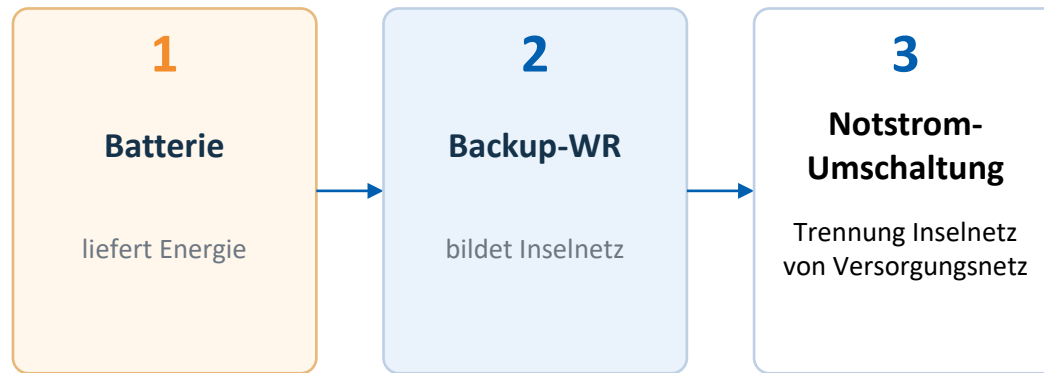 1
Batterie
liefert Energie
2
Backup-WR
bildet Inselnetz
3
Notstrom-
Umschaltung
Trennung Inselnetz
von Versorgungsnetz